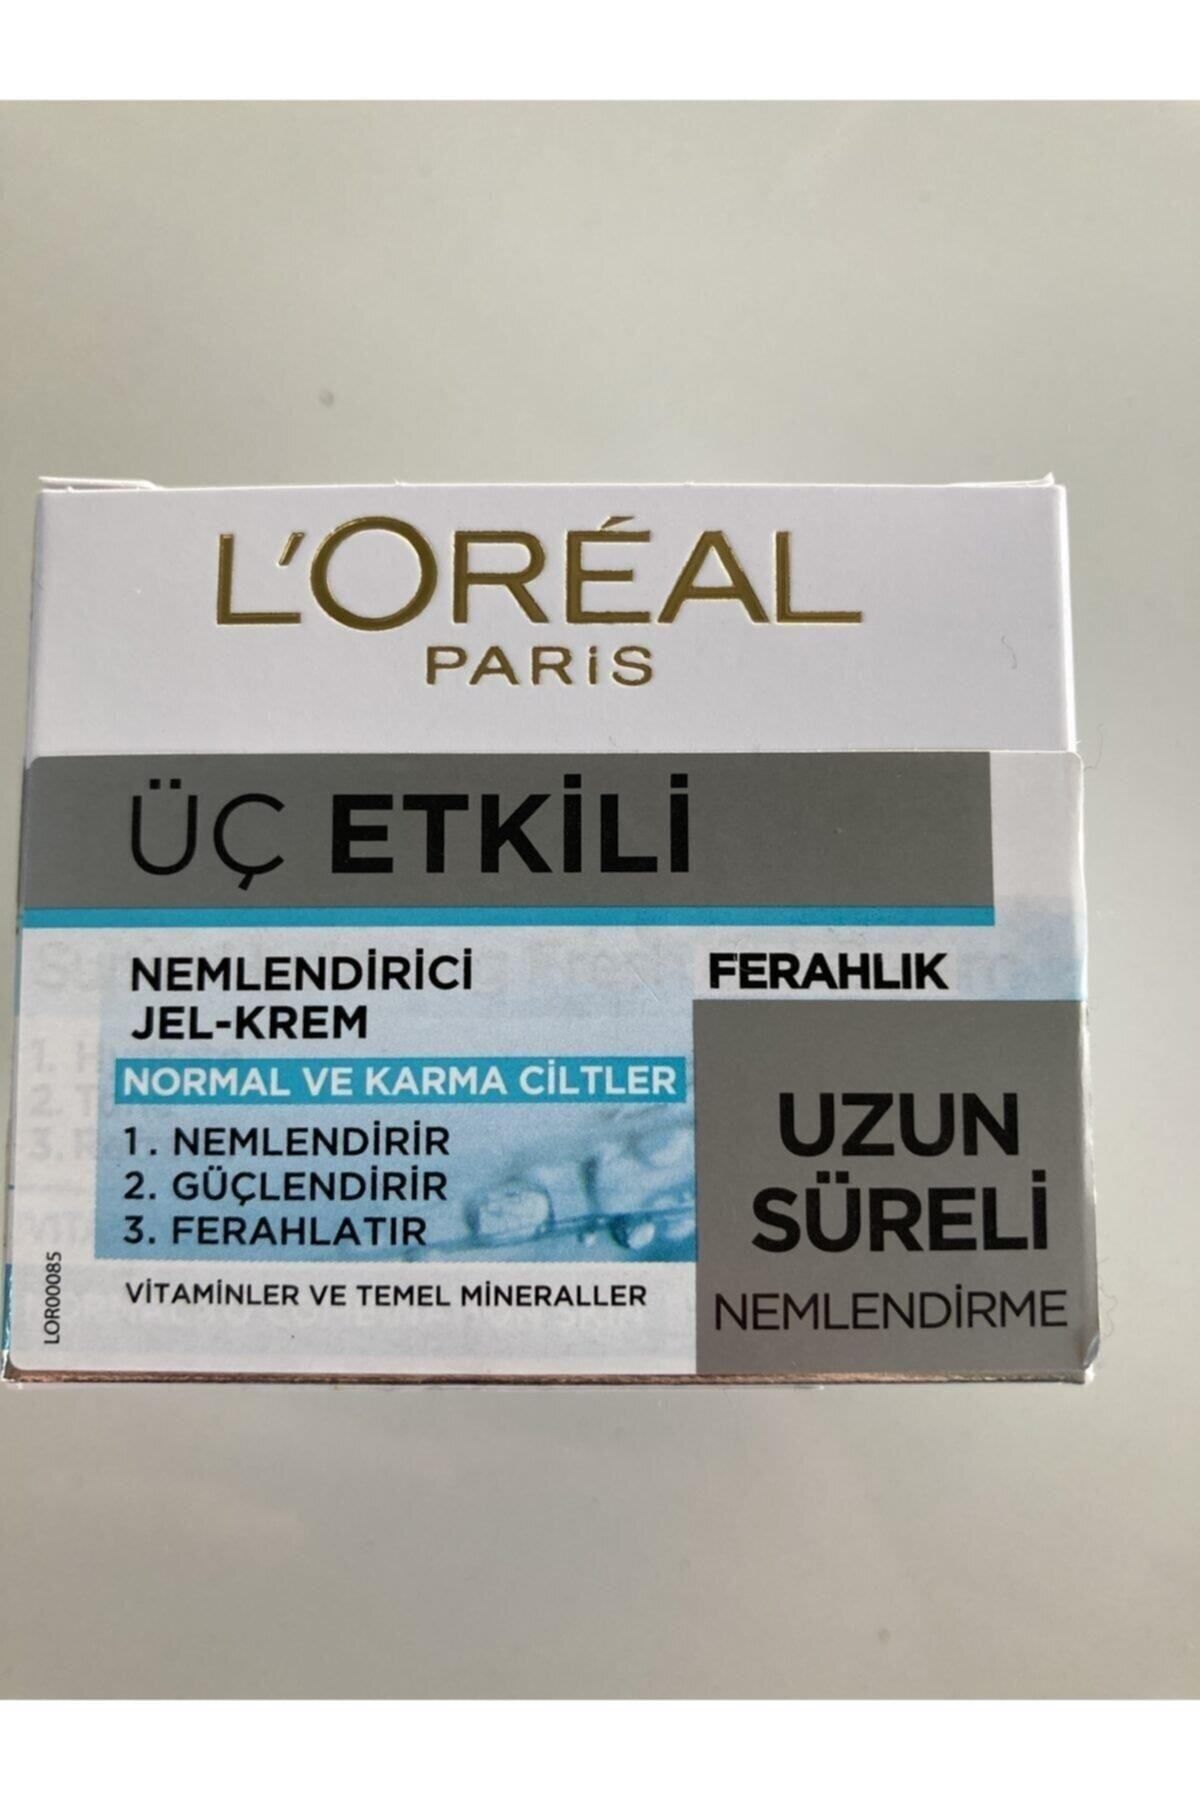 L'ORÉAL
PARiS
ÜÇ ETKİLİ
NEMLENDİRİCİ
JEL-KREM
NORMAL VE KARMA CİLTLER
1. NEMLENDİRİR
2. GÜÇLENDİRİR
3. FERAHLATIR
VİTAMİNLER VE TEMEL MİNERALLER
LOR00085
FERAHLIK
UZUN
SÜRELİ
NEMLENDİRME